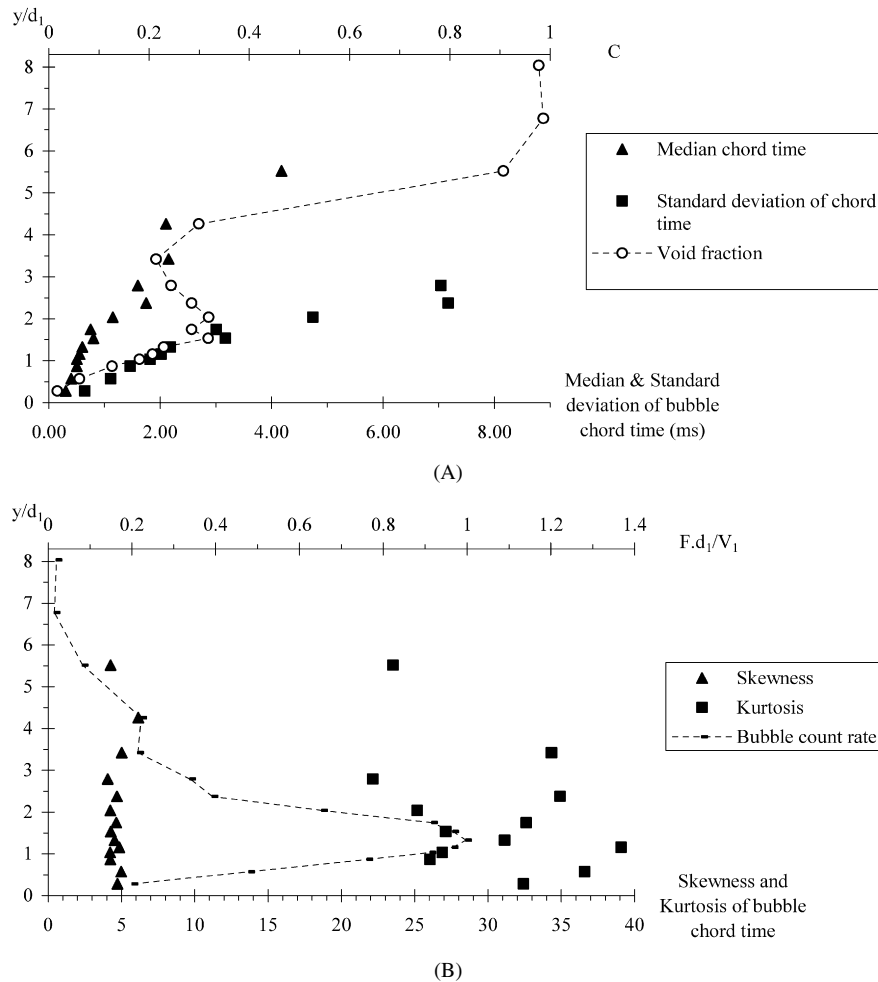 y/d1
0 0.2 0.4 0.6 0.8 1
C
8
7
6
5
4
3
2
1
0
Median chord time
Standard deviation of chord
time
Void fraction
Median & Standard
deviation of bubble
chord time (ms)
0.00 2.00 4.00 6.00 8.00
(A)
y/d1
0 0.2 0.4 0.6 0.8 1 1.2 1.4
F.d1/V1
8
7
6
5
4
3
2
1
0
Skewness
Kurtosis
Bubble count rate
Skewness and
Kurtosis of bubble
chord time
0 5 10 15 20 25 30 35 40
(B)